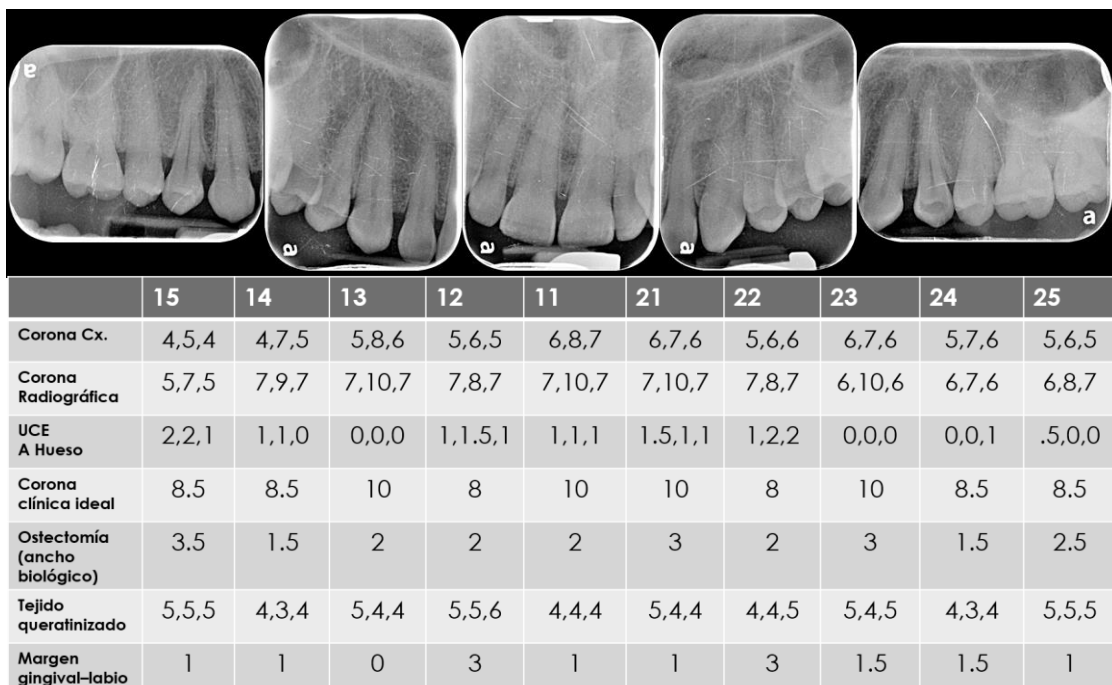 a a a a a
15 14 13 12 11 21 22 23 24 25
Corona Cx. 4,5,4 4,7,5 5,8,6 5,6,5 6,8,7 6,7,6 5,6,6 6,7,6 5,7,6 5,6,5
Corona
Radiográfica 5,7,5 7,9,7 7,10,7 7,8,7 7,10,7 7,10,7 7,8,7 6,10,6 6,7,6 6,8,7
UCE
A Hueso 2,2,1 1,1,0 0,0,0 1,1.5,1 1,1,1 1.5,1,1 1,2,2 0,0,0 0,0,1 .5,0,0
Corona
clínica ideal 8.5 8.5 10 8 10 10 8 10 8.5 8.5
Ostectomía
(ancho
biológico) 3.5 1.5 2 2 2 3 2 3 1.5 2.5
Tejido
queratinizado 5,5,5 4,3,4 5,4,4 5,5,6 4,4,4 5,4,4 4,4,5 5,4,5 4,3,4 5,5,5
Margen
gingival–labio 1 1 0 3 1 1 3 1.5 1.5 1